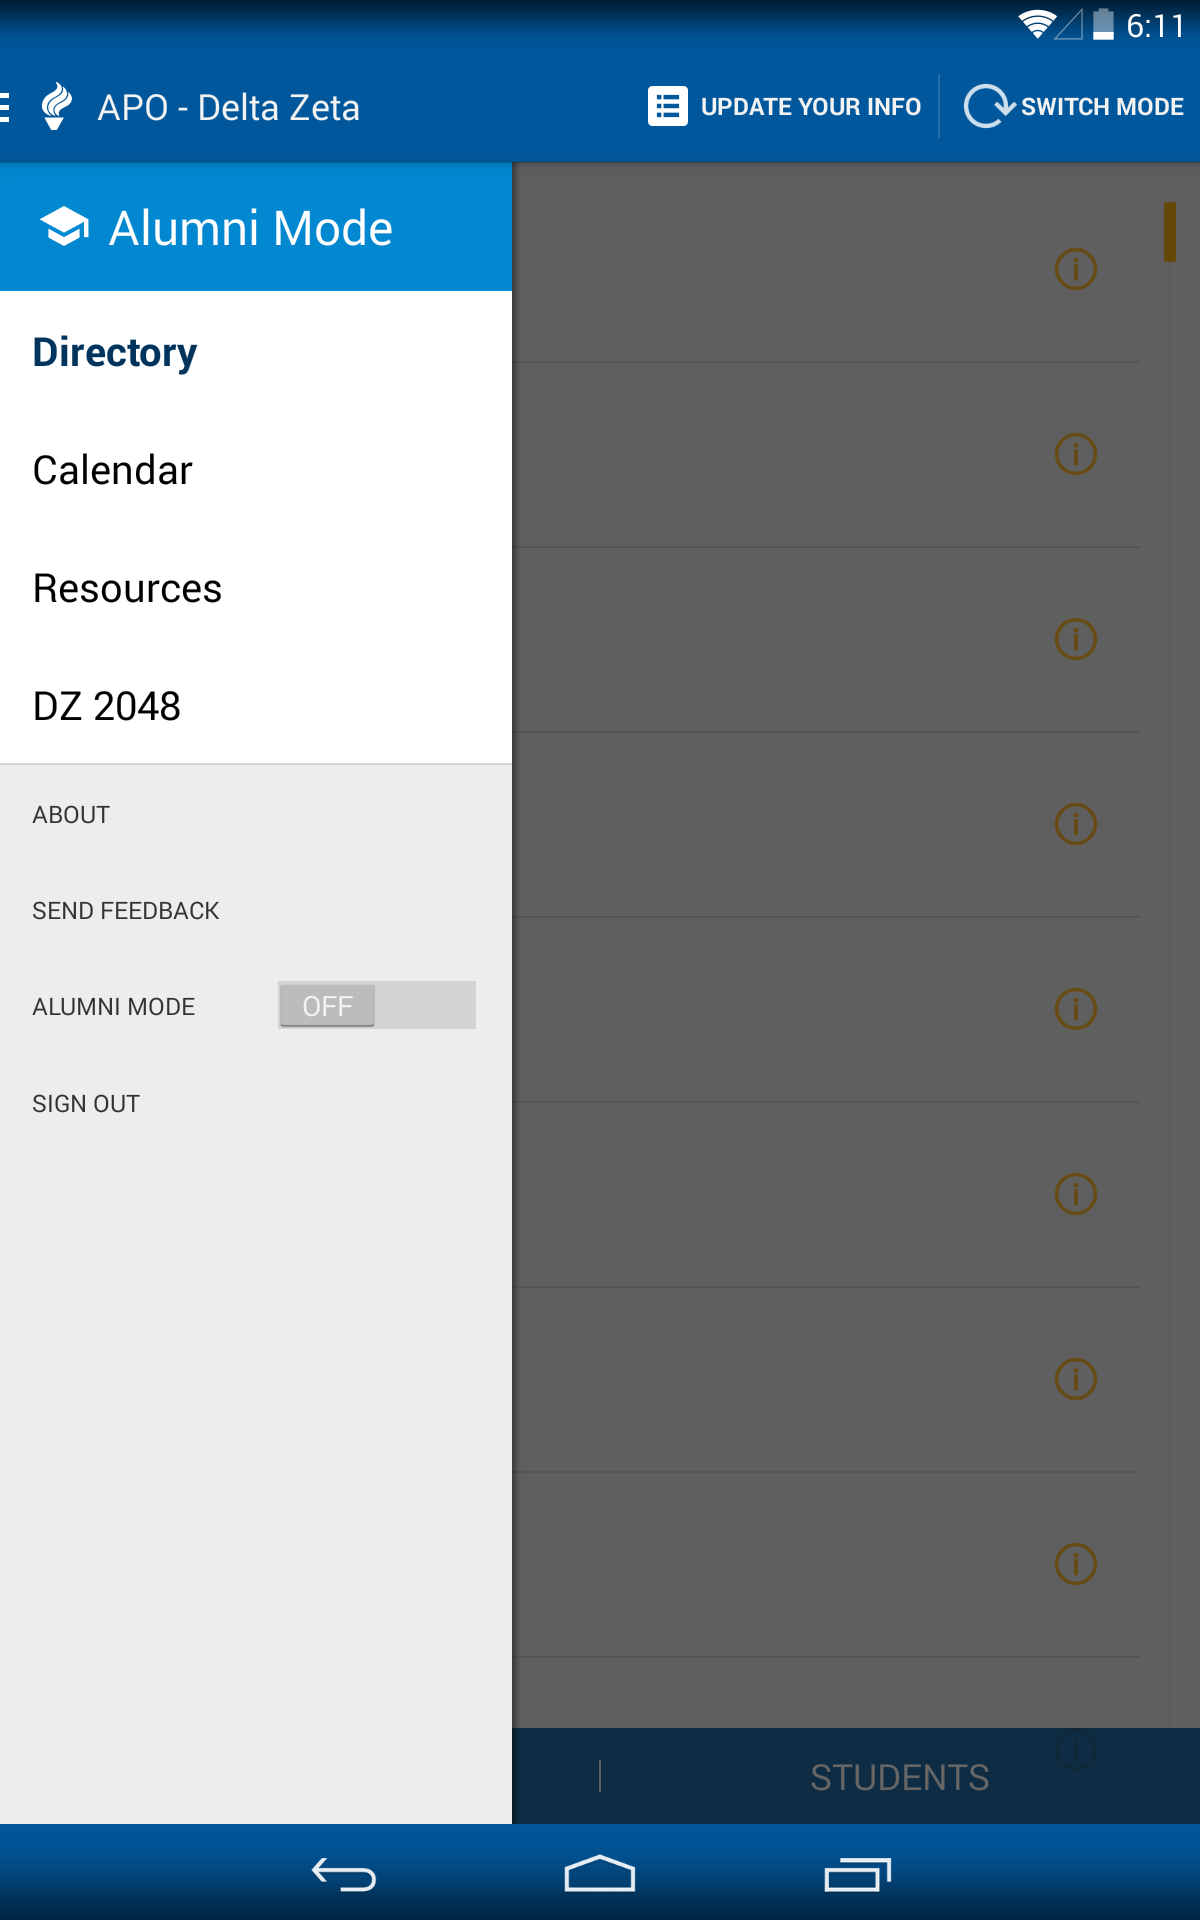 6:11
APO - Delta Zeta
UPDATE YOUR INFO
SWITCH MODE
Alumni Mode
Directory
Calendar
Resources
DZ 2048
ABOUT
SEND FEEDBACK
ALUMNI MODE OFF
SIGN OUT
STUDENTS